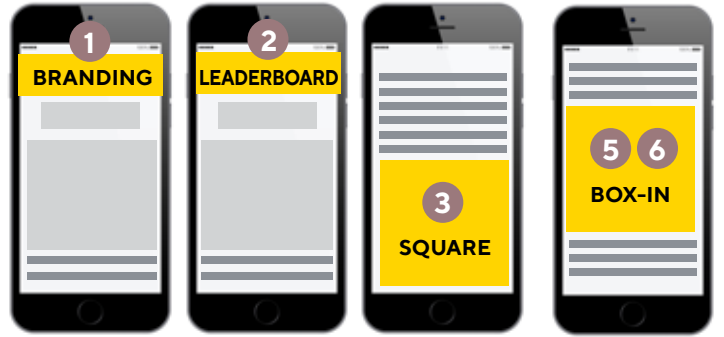 1
BRANDING
2
LEADERBOARD
3
SQUARE
5 6
BOX-IN